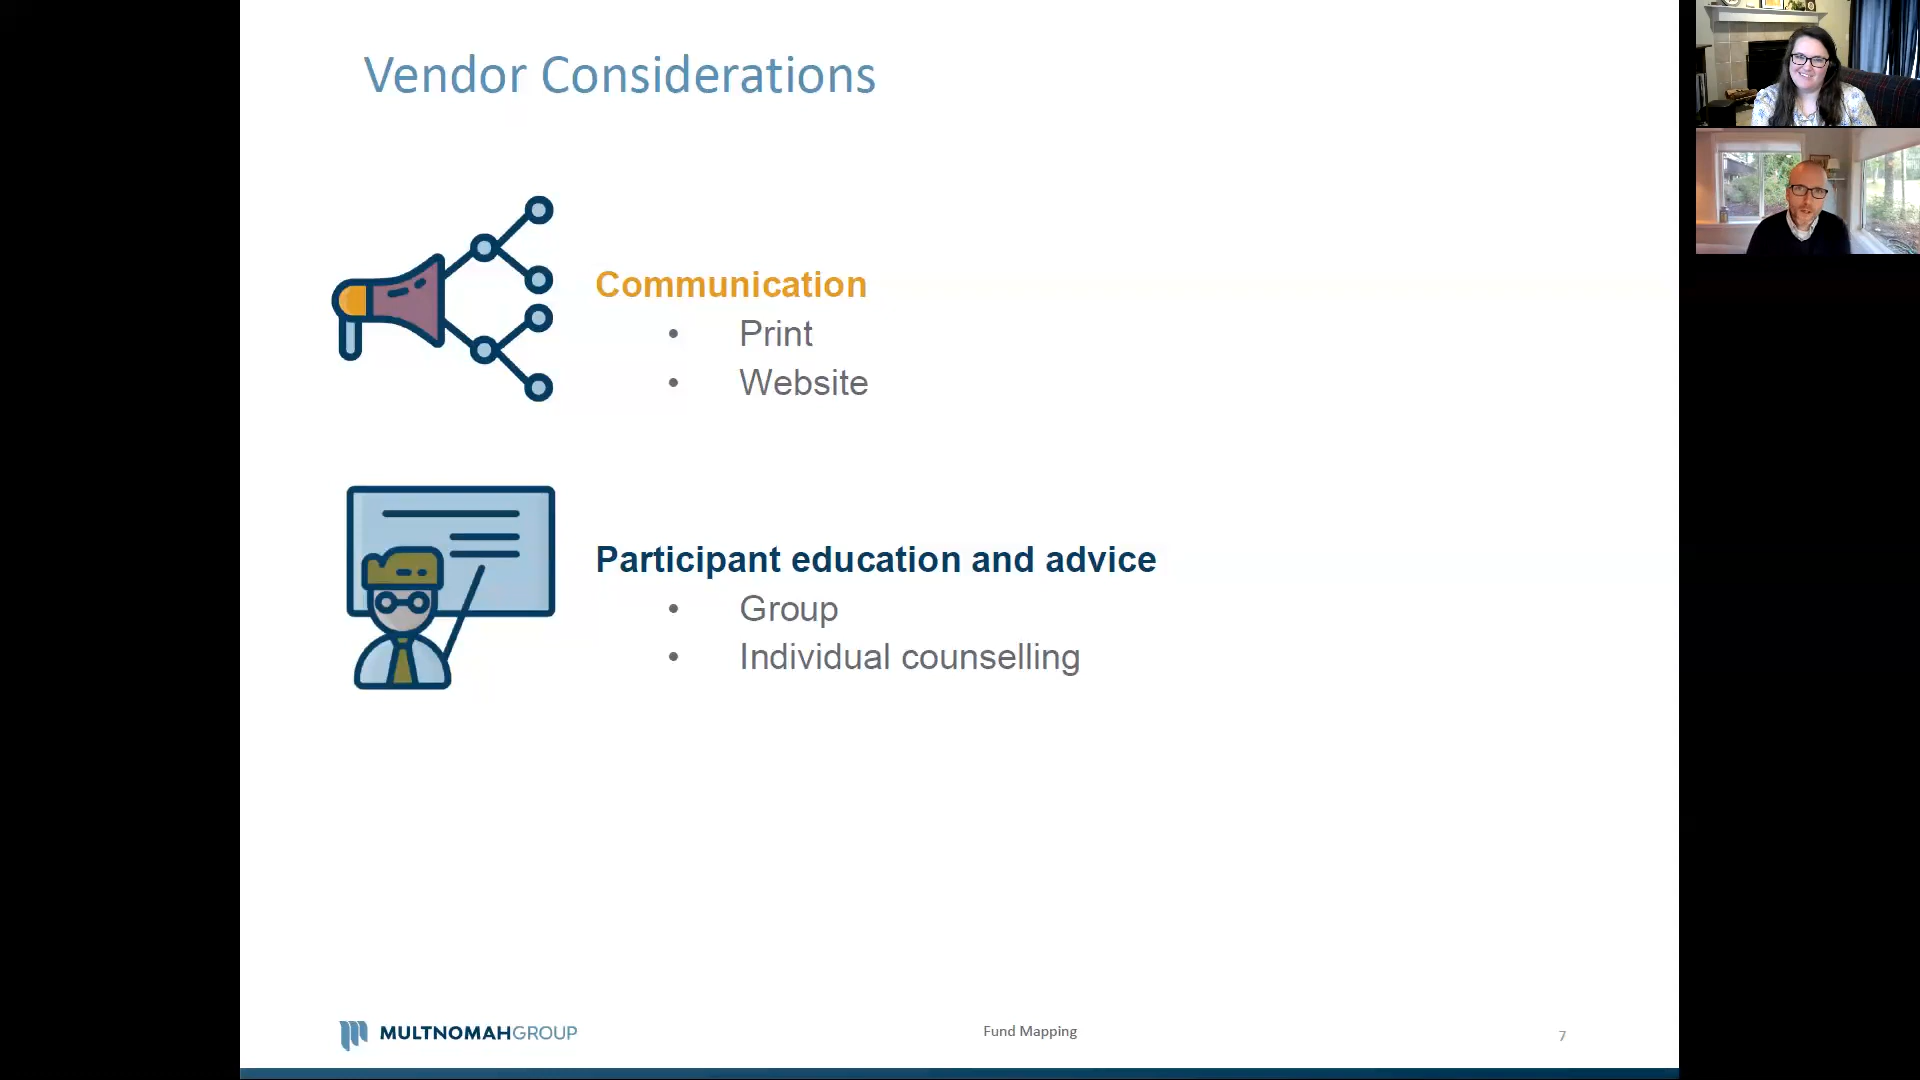 Vendor Considerations
Communication
• Print
• Website
Participant education and advice
• Group
• Individual counselling
MULTNOMAHGROUP
Fund Mapping
7